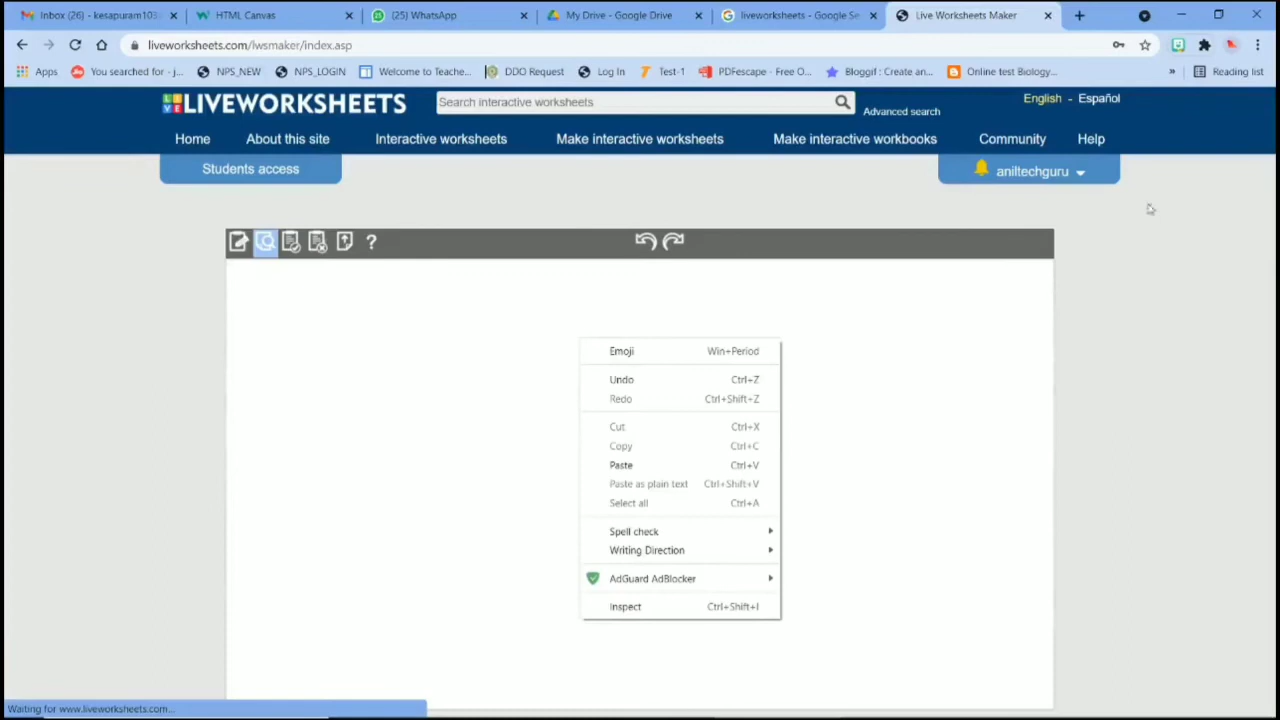 Inbox (26) - kesapuram103
HTML Canvas
(25) WhatsApp
My Drive - Google Drive
liveworksheets - Google Se
Live Worksheets Maker
liveworksheets.com/lwsmaker/index.asp
Apps
You searched for - j...
NPS_NEW
NPS_LOGIN
Welcome to Teache...
DDO Request
Log In
Test-1
PDFescape - Free O...
Bloggif : Create an...
Online test Biology...
»
Reading list
LIVEWORKSHEETS
Search interactive worksheets
Advanced search
English - Español
Home
About this site
Interactive worksheets
Make interactive worksheets
Make interactive workbooks
Community
Help
Students access
aniltechguru
?
Emoji Win+Period
Undo Ctrl+Z
Redo Ctrl+Shift+Z
Cut Ctrl+X
Copy Ctrl+C
Paste Ctrl+V
Paste as plain text Ctrl+Shift+V
Select all Ctrl+A
Spell check
Writing Direction
AdGuard AdBlocker
Inspect Ctrl+Shift+I
Waiting for www.liveworksheets.com...